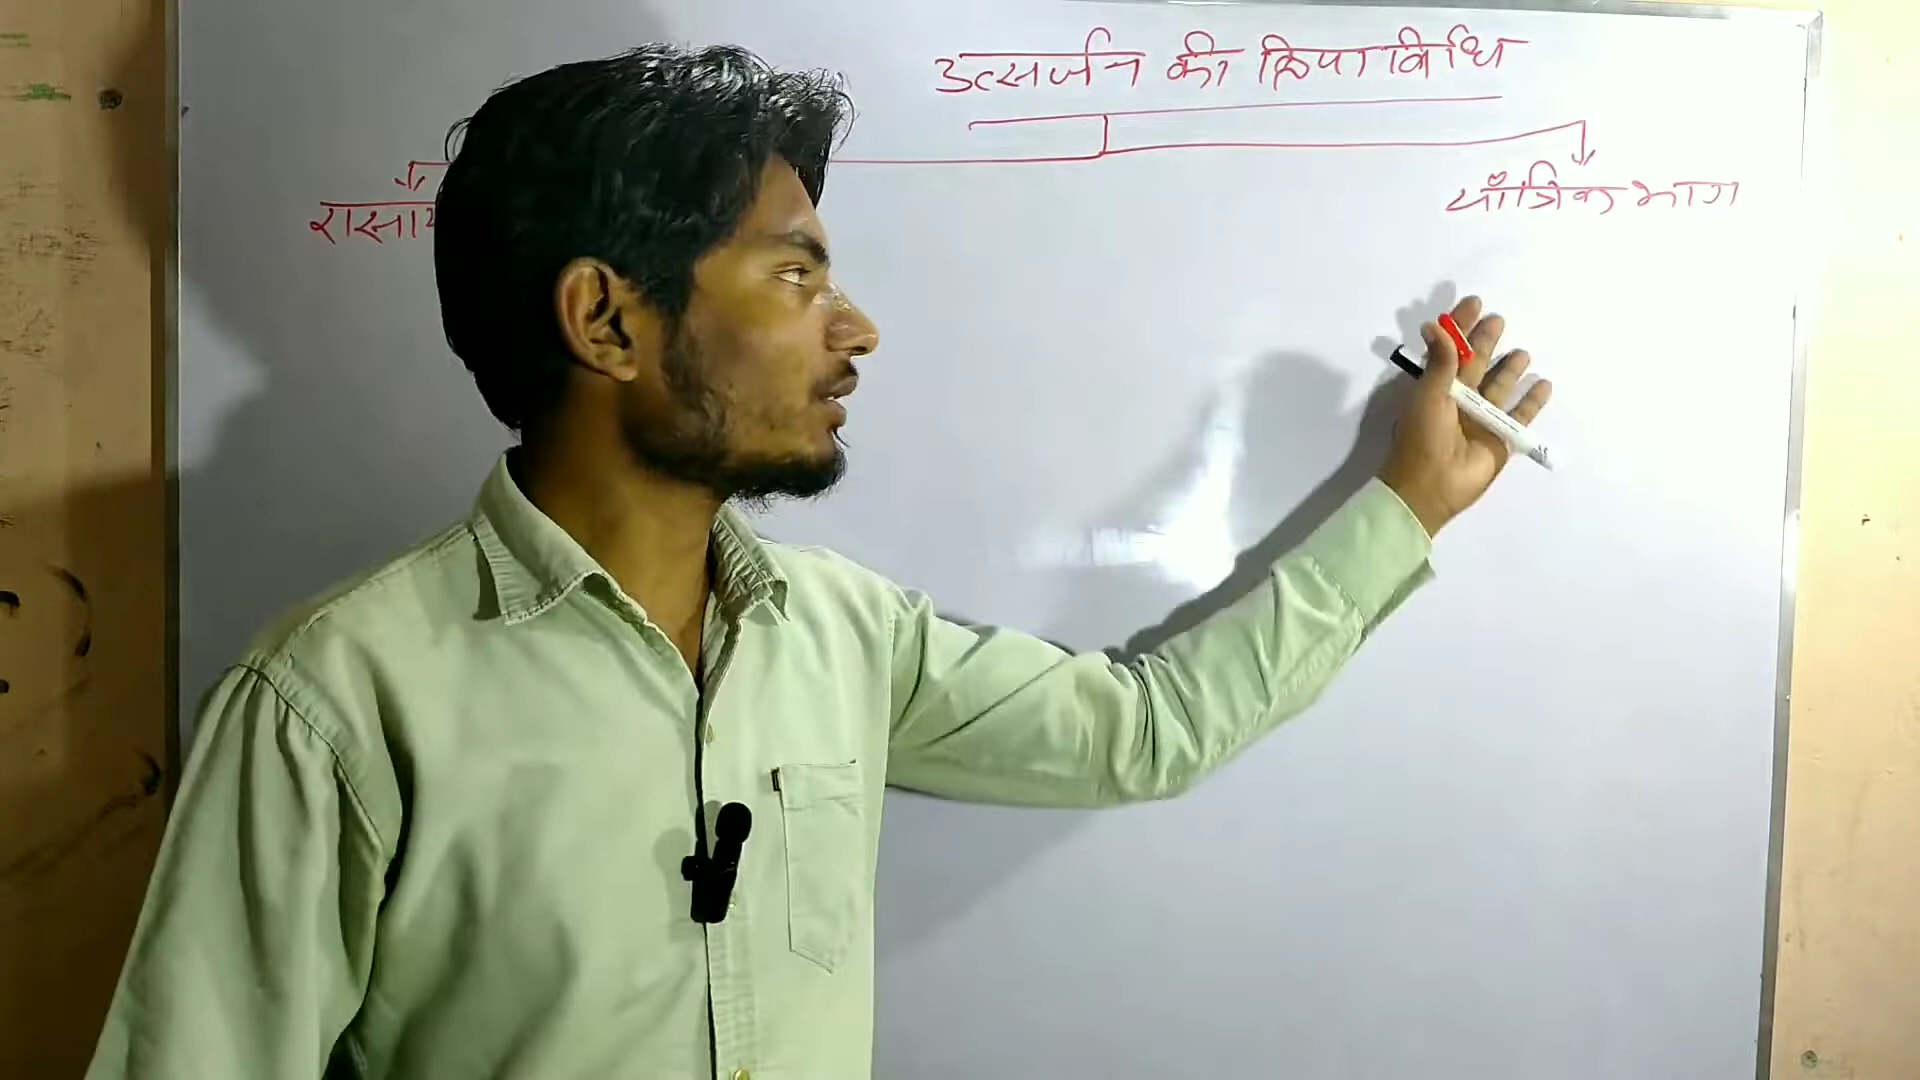 उत्सर्जन की क्रिया विधि
रासाय
याँत्रिक भाग